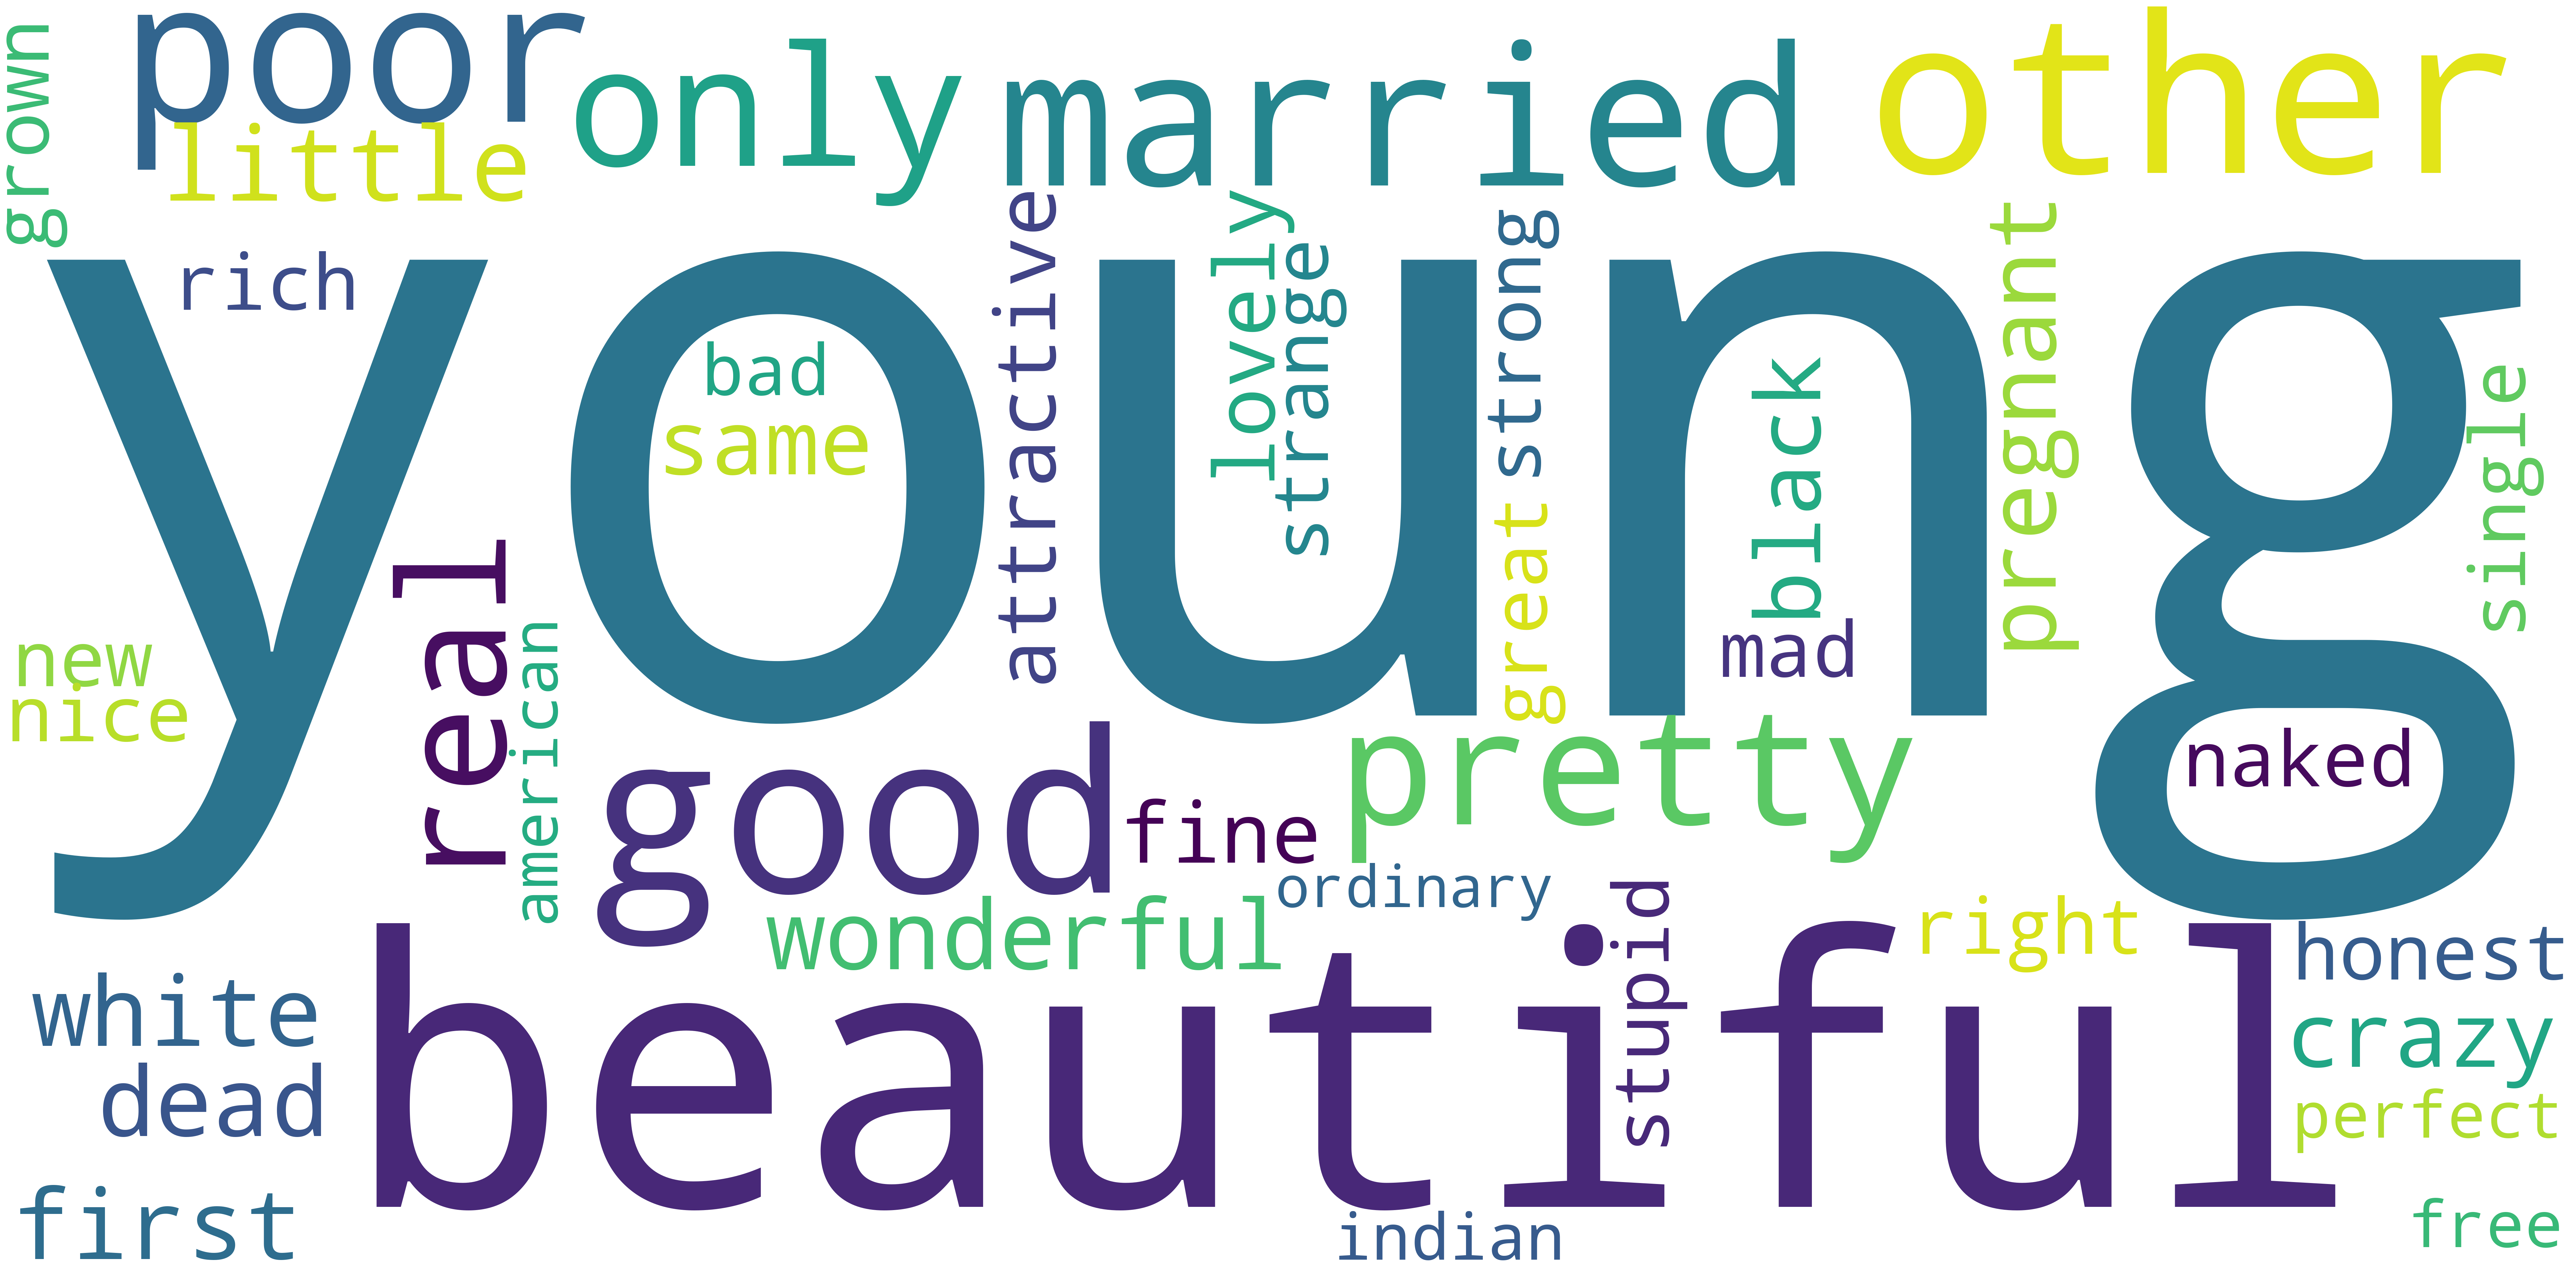 grown
poor
only
married
other
little
rich
attractive
lovely
strange
strong
pregnant
young
bad
same
black
single
great
mad
real
american
new
nice
good
pretty
naked
fine
ordinary
wonderful
stupid
right
honest
white
beautiful
crazy
dead
perfect
first
indian
free